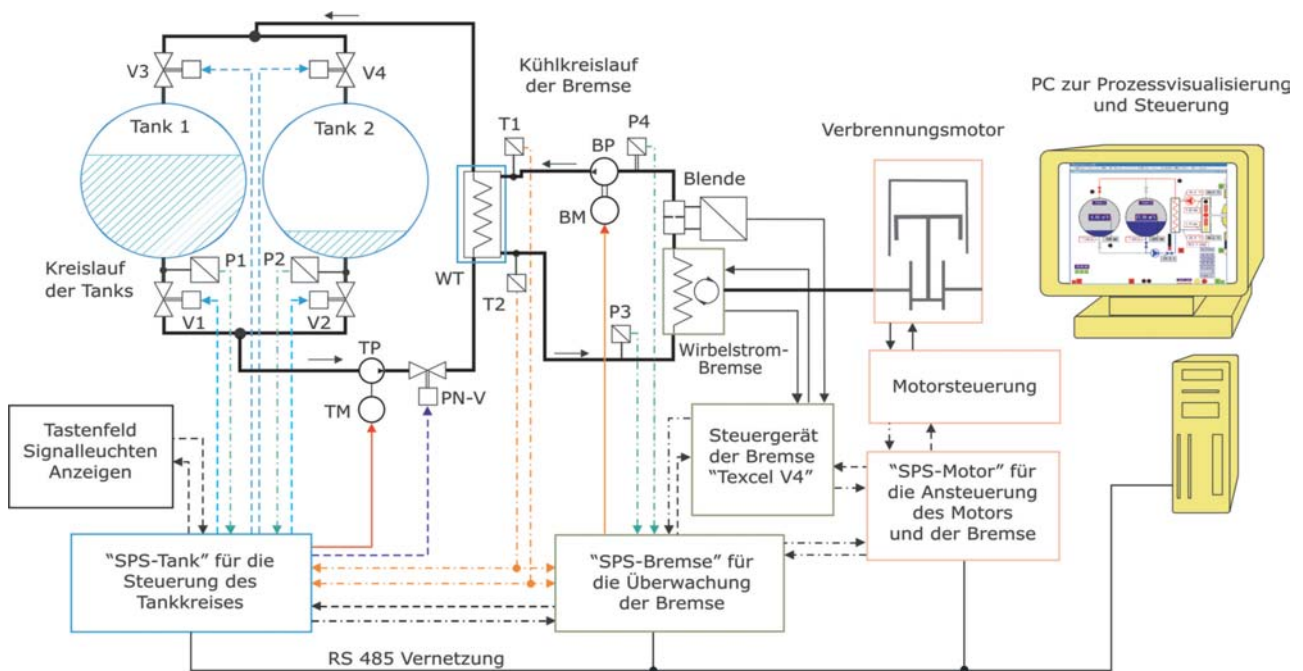 V3
V4
Tank 1
Tank 2
Kühlkreislauf
der Bremse
PC zur Prozessvisualisierung
und Steuerung
T1
BP
P4
Verbrennungsmotor
Blende
BM
Kreislauf
der Tanks
P1
P2
WT
T2
V1
V2
P3
Wirbelstrom-
Bremse
TP
TM
PN-V
Motorsteuerung
Tastenfeld
Signalleuchten
Anzeigen
Steuergerät
der Bremse
"Texcel V4"
"SPS-Motor" für
die Ansteuerung
des Motors
und der Bremse
"SPS-Tank" für die
Steuerung des
Tankkreises
"SPS-Bremse" für
die Überwachung
der Bremse
RS 485 Vernetzung